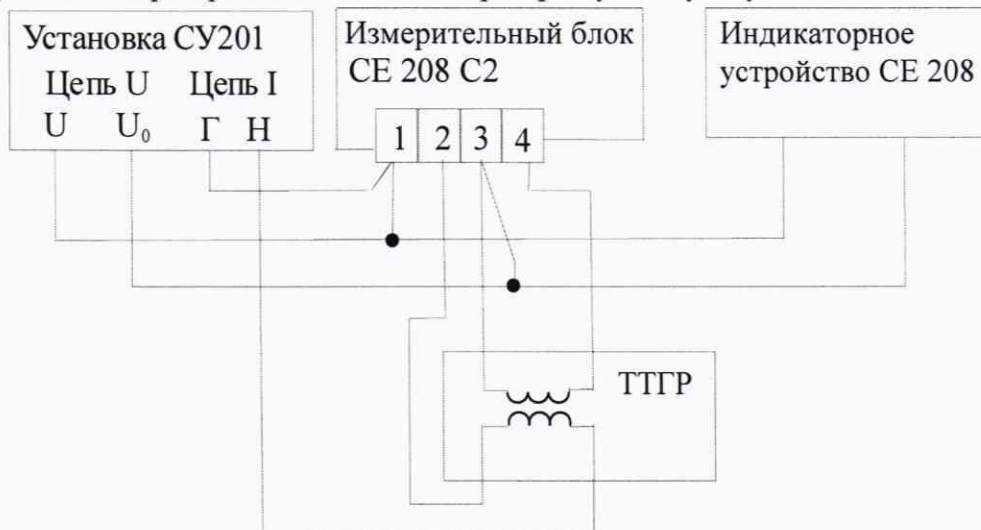 Установка СУ201
Цепь U Цепь I
U U₀ Г Н
Измерительный блок
СЕ 208 С2
1 2 3 4
Индикаторное
устройство СЕ 208
ТТГР